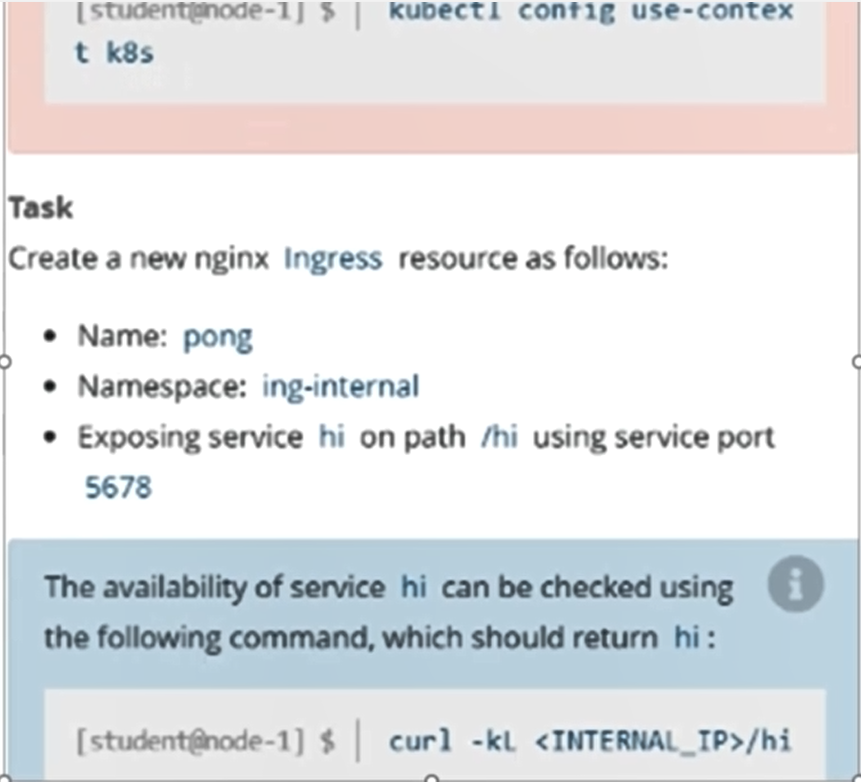 [student@node-1] $ | kubectl config use-contex
t k8s
Task
Create a new nginx Ingress resource as follows:
• Name: pong
• Namespace: ing-internal
• Exposing service hi on path /hi using service port
5678
The availability of service hi can be checked using
the following command, which should return hi :
[student@node-1] $ | curl -kL <INTERNAL_IP>/hi